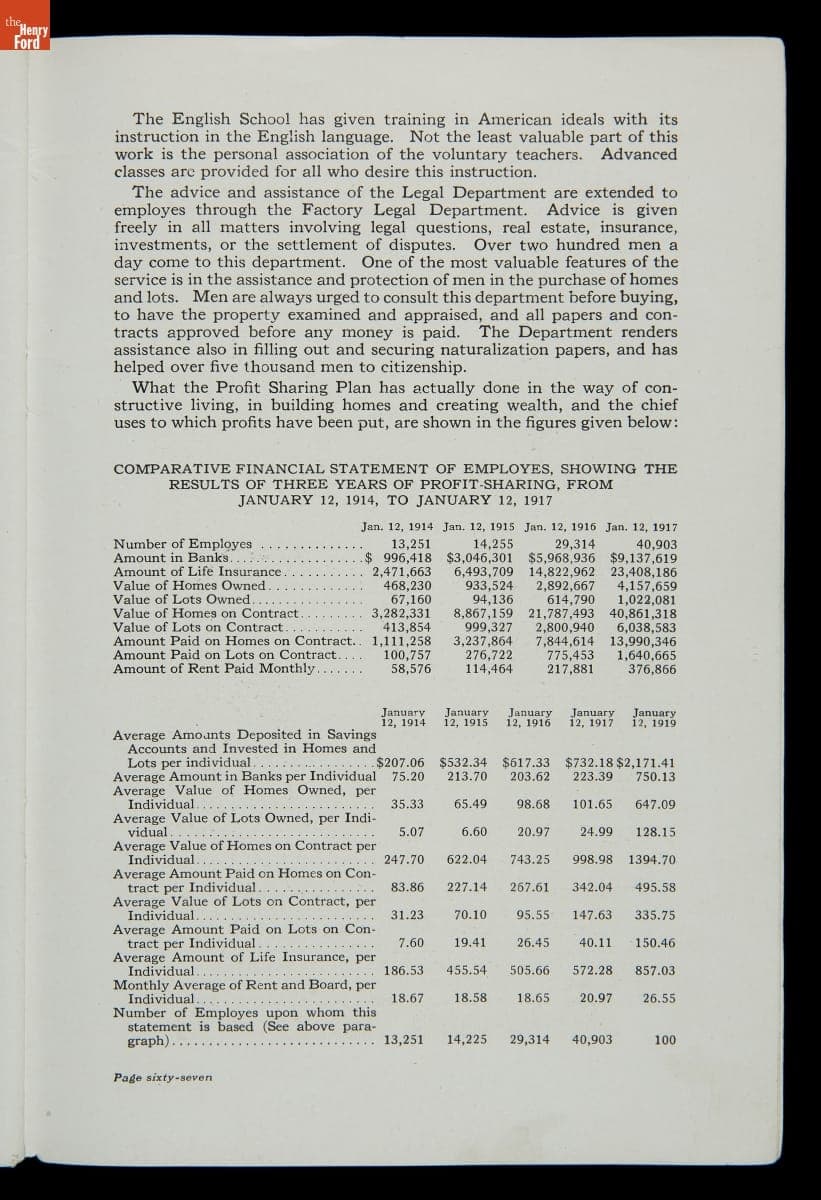 the
Henry
Ford
The English School has given training in American ideals with its
instruction in the English language. Not the least valuable part of this
work is the personal association of the voluntary teachers. Advanced
classes are provided for all who desire this instruction.
The advice and assistance of the Legal Department are extended to
employes through the Factory Legal Department. Advice is given
freely in all matters involving legal questions, real estate, insurance,
investments, or the settlement of disputes. Over two hundred men a
day come to this department. One of the most valuable features of the
service is in the assistance and protection of men in the purchase of homes
and lots. Men are always urged to consult this department before buying,
to have the property examined and appraised, and all papers and con-
tracts approved before any money is paid. The Department renders
assistance also in filling out and securing naturalization papers, and has
helped over five thousand men to citizenship.
What the Profit Sharing Plan has actually done in the way of con-
structive living, in building homes and creating wealth, and the chief
uses to which profits have been put, are shown in the figures given below:
COMPARATIVE FINANCIAL STATEMENT OF EMPLOYES, SHOWING THE
RESULTS OF THREE YEARS OF PROFIT-SHARING, FROM
JANUARY 12, 1914, TO JANUARY 12, 1917
Jan. 12, 1914 Jan. 12, 1915 Jan. 12, 1916 Jan. 12, 1917
Number of Employes .............. 13,251 14,255 29,314 40,903
Amount in Banks.................. $ 996,418 $3,046,301 $5,968,936 $9,137,619
Amount of Life Insurance........... 2,471,663 6,493,709 14,822,962 23,408,186
Value of Homes Owned............. 468,230 933,524 2,892,667 4,157,659
Value of Lots Owned................ 67,160 94,136 614,790 1,022,081
Value of Homes on Contract......... 3,282,331 8,867,159 21,787,493 40,861,318
Value of Lots on Contract........... 413,854 999,327 2,800,940 6,038,583
Amount Paid on Homes on Contract.. 1,111,258 3,237,864 7,844,614 13,990,346
Amount Paid on Lots on Contract.... 100,757 276,722 775,453 1,640,665
Amount of Rent Paid Monthly....... 58,576 114,464 217,881 376,866
January January January January January
12, 1914 12, 1915 12, 1916 12, 1917 12, 1919
Average Amounts Deposited in Savings
Accounts and Invested in Homes and
Lots per individual.................$207.06 $532.34 $617.33 $732.18 $2,171.41
Average Amount in Banks per Individual 75.20 213.70 203.62 223.39 750.13
Average Value of Homes Owned, per
Individual......................... 35.33 65.49 98.68 101.65 647.09
Average Value of Lots Owned, per Indi-
vidual............................ 5.07 6.60 20.97 24.99 128.15
Average Value of Homes on Contract per
Individual......................... 247.70 622.04 743.25 998.98 1394.70
Average Amount Paid on Homes on Con-
tract per Individual................ 83.86 227.14 267.61 342.04 495.58
Average Value of Lots on Contract, per
Individual......................... 31.23 70.10 95.55 147.63 335.75
Average Amount Paid on Lots on Con-
tract per Individual................ 7.60 19.41 26.45 40.11 150.46
Average Amount of Life Insurance, per
Individual......................... 186.53 455.54 505.66 572.28 857.03
Monthly Average of Rent and Board, per
Individual......................... 18.67 18.58 18.65 20.97 26.55
Number of Employes upon whom this
statement is based (See above para-
graph)............................ 13,251 14,225 29,314 40,903 100
Page sixty-seven